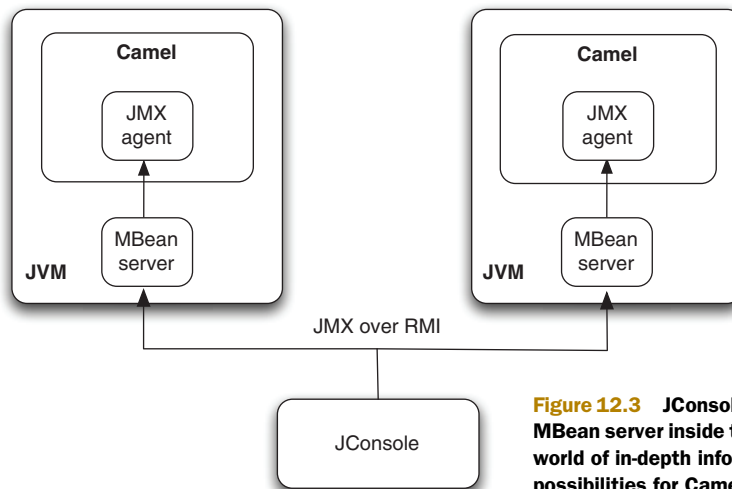 Camel
JMX
agent
MBean
server
JVM
Camel
JMX
agent
MBean
server
JVM
JMX over RMI
JConsole
Figure 12.3 JConsol
MBean server inside t
world of in-depth info
possibilities for Came